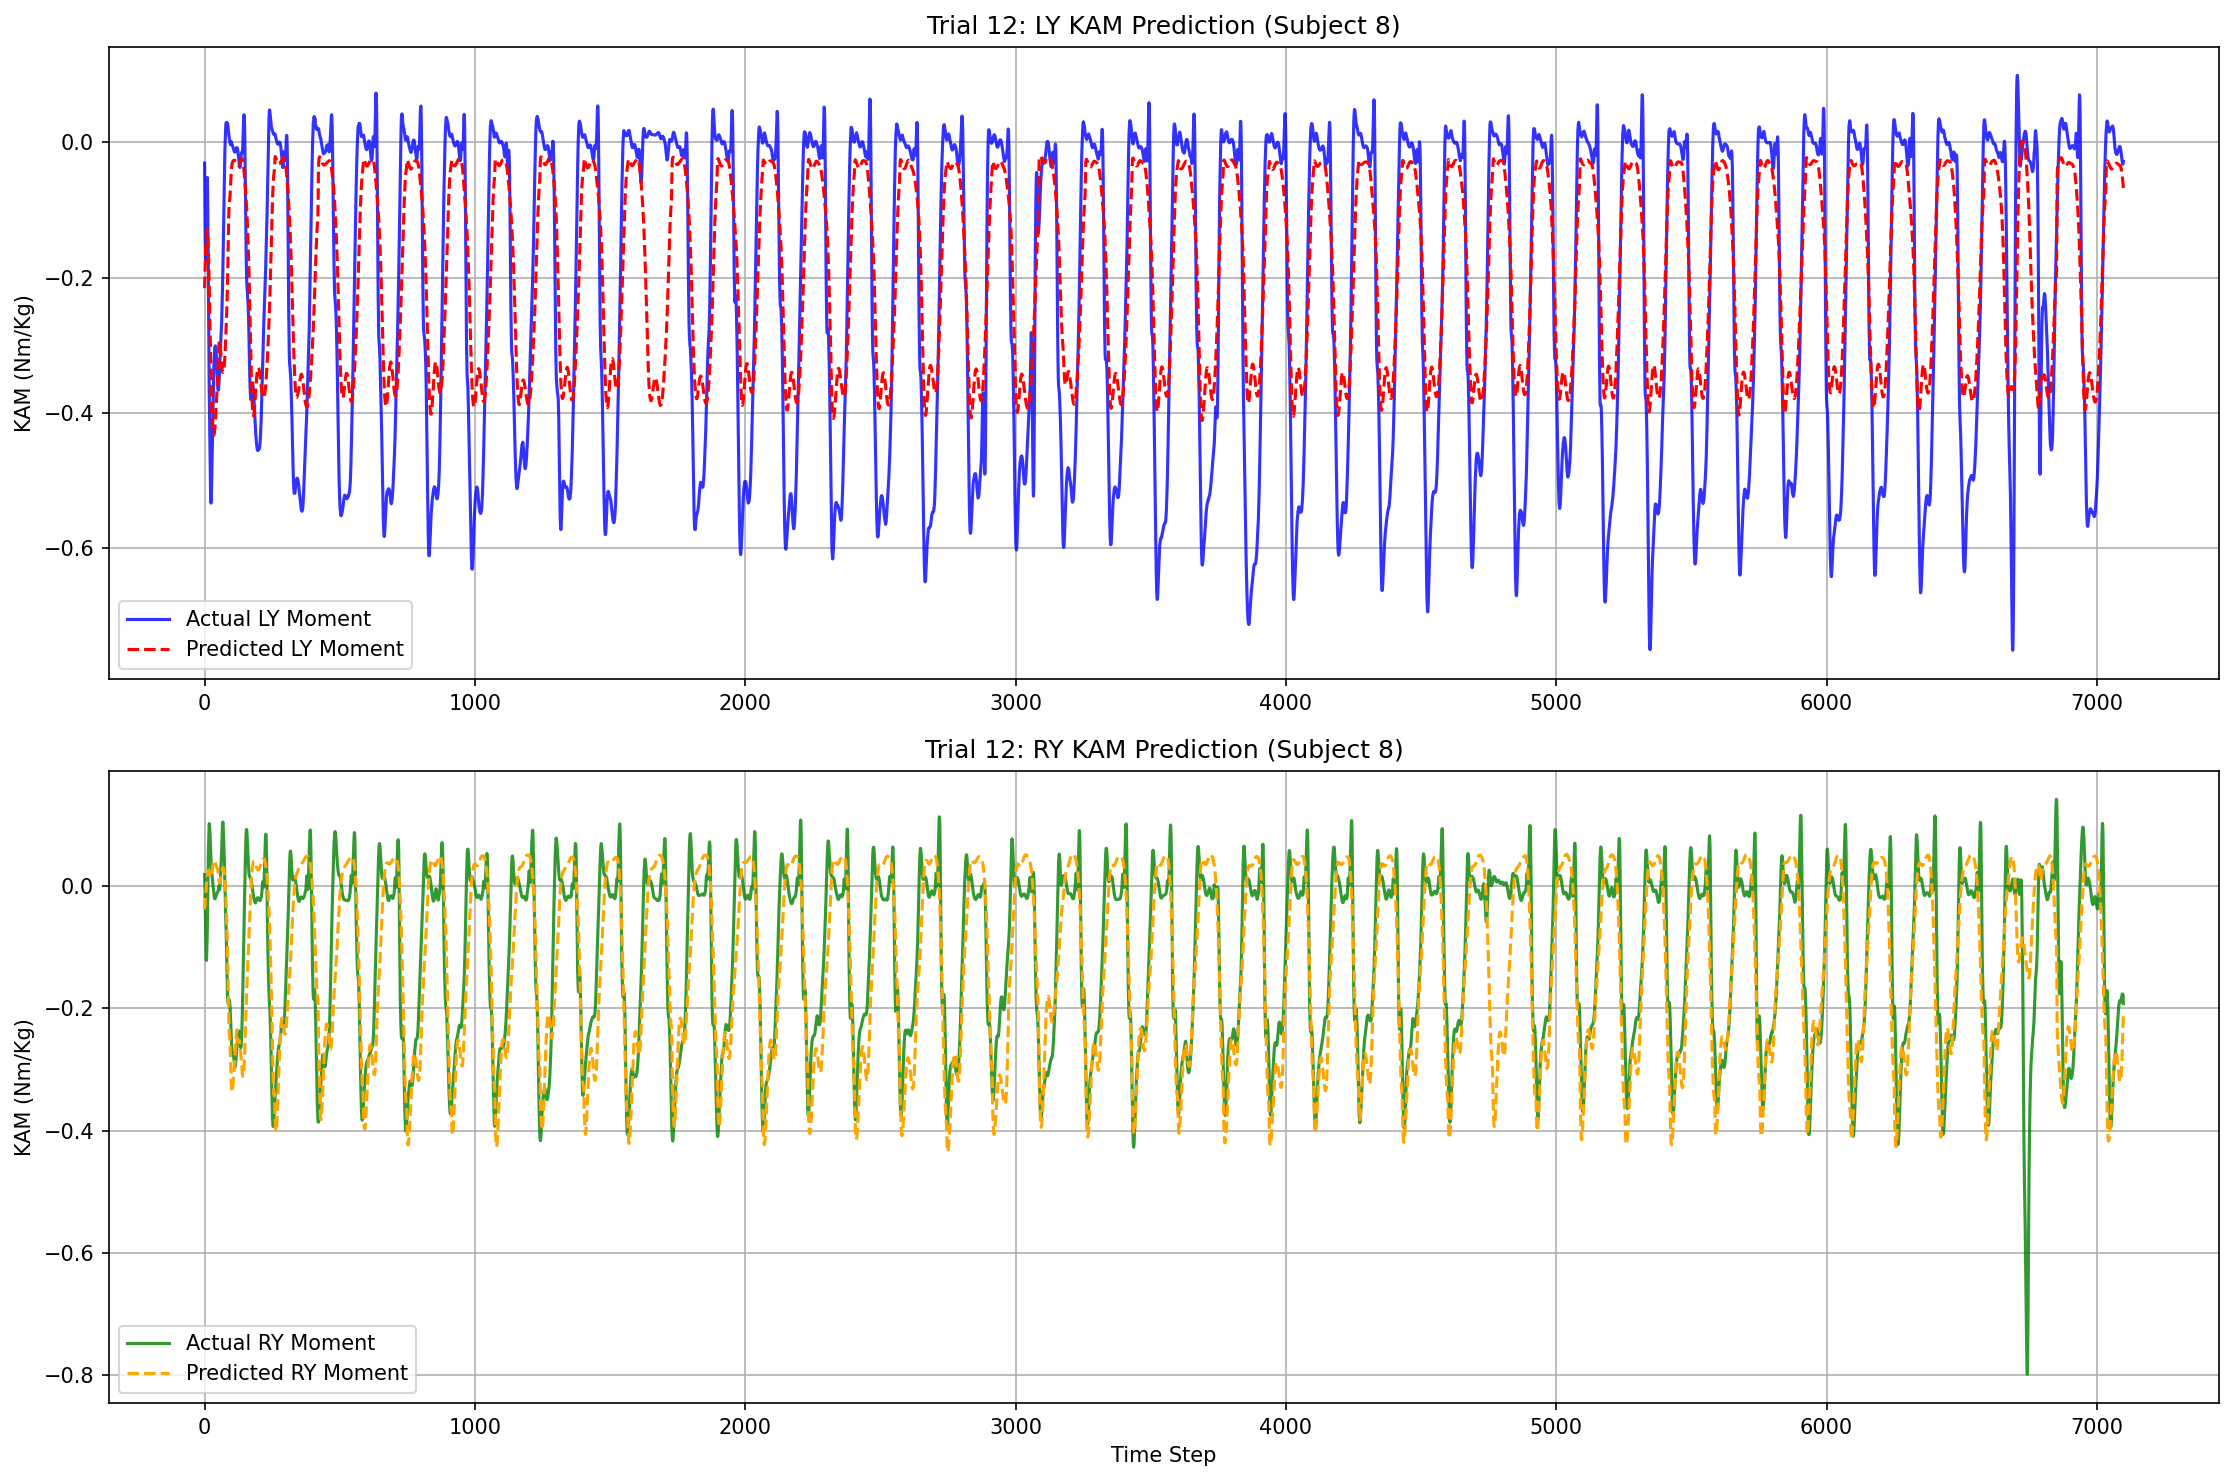 Trial 12: LY KAM Prediction (Subject 8)
KAM (Nm/Kg)
0.0
−0.2
−0.4
−0.6
Actual LY Moment
Predicted LY Moment
0 1000 2000 3000 4000 5000 6000 7000
Trial 12: RY KAM Prediction (Subject 8)
KAM (Nm/Kg)
0.0
−0.2
−0.4
−0.6
−0.8
Actual RY Moment
Predicted RY Moment
0 1000 2000 3000 4000 5000 6000 7000
Time Step